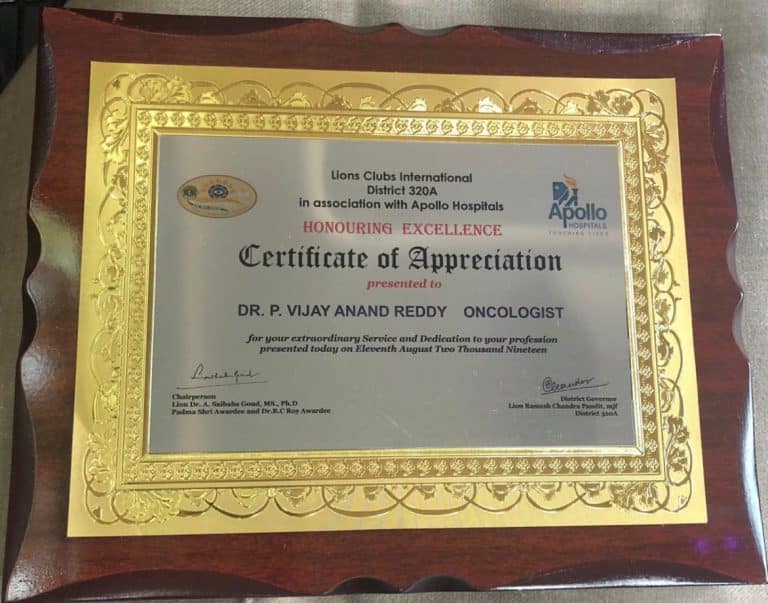 Lions Clubs International
District 320A
in association with Apollo Hospitals
Apollo
HOSPITALS
TOUCHING LIVES
HONOURING EXCELLENCE
Certificate of Appreciation
presented to
DR. P. VIJAY ANAND REDDY ONCOLOGIST
for your extraordinary Service and Dedication to your profession
presented today on Eleventh August Two Thousand Nineteen
Chairperson
Lion Dr. A. Saibaba Goud, MS., Ph.D
Padma Shri Awardee and Dr.B.C Roy Awardee
District Governor
Lion Ramesh Chandra Pandit, mjf
District 320A